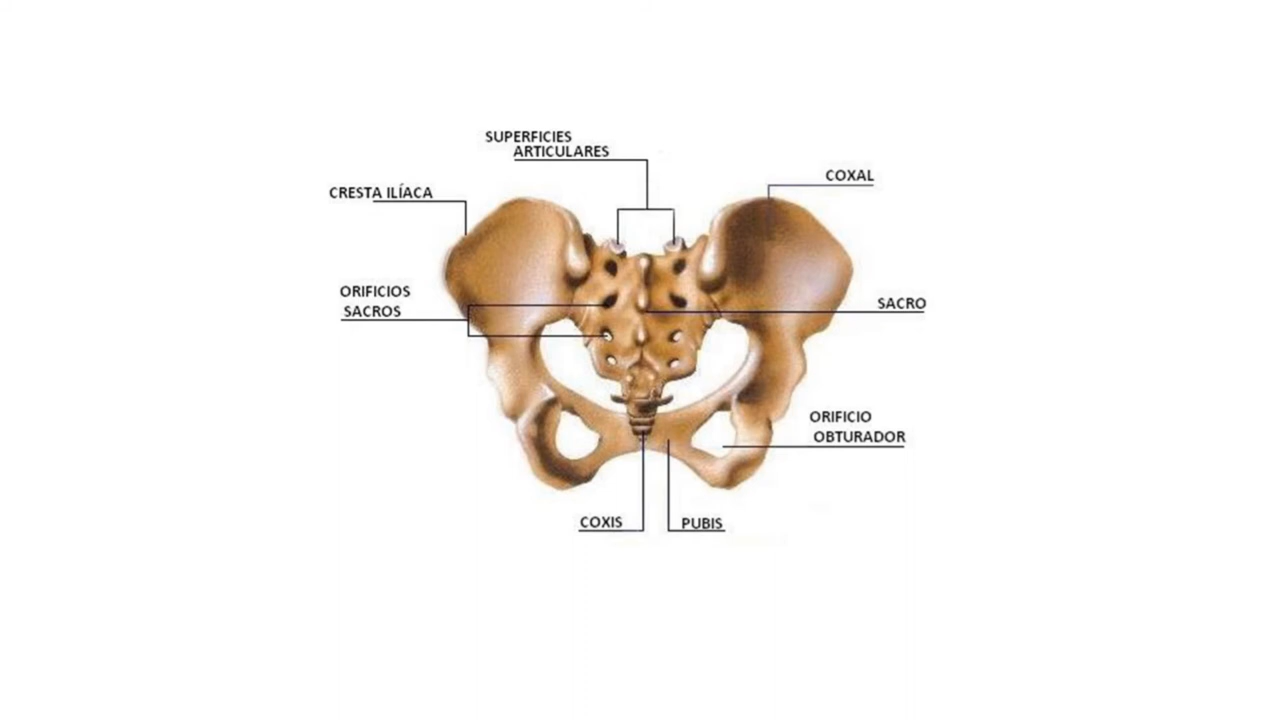 SUPERFICIES
ARTICULARES
COXAL
CRESTA ILÍACA
ORIFICIOS
SACROS
SACRO
ORIFICIO
OBTURADOR
COXIS
PUBIS